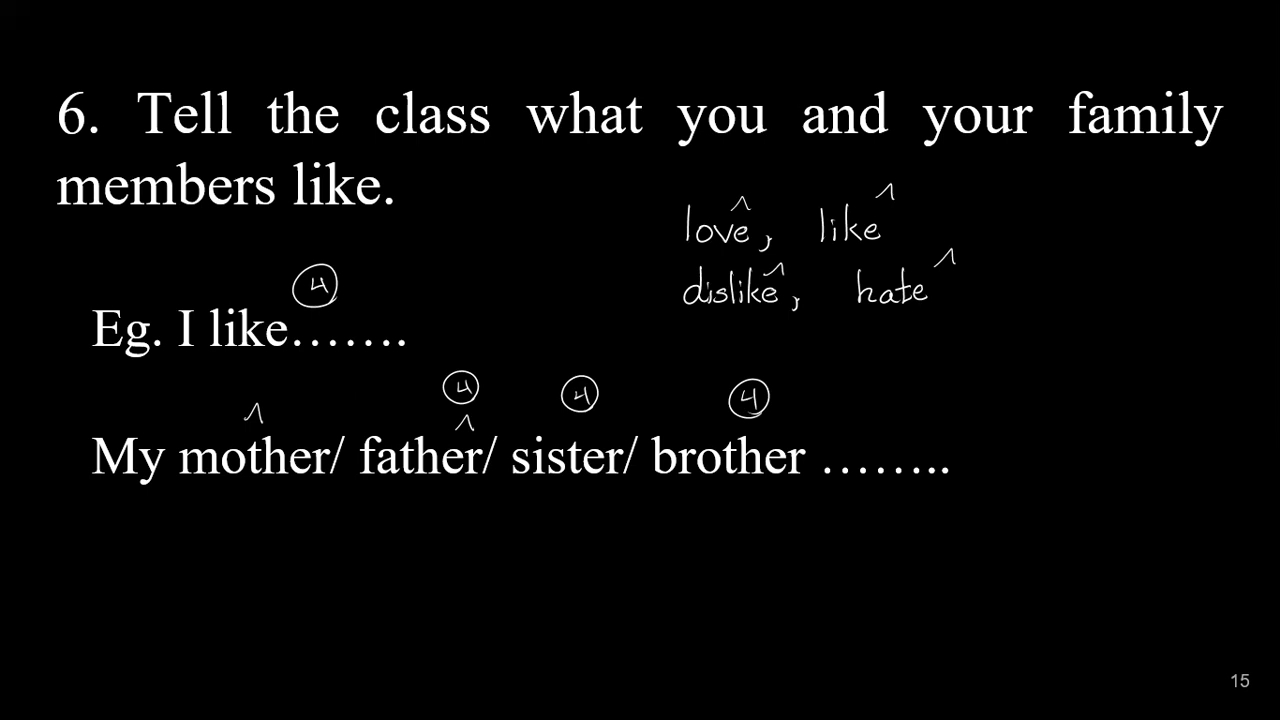 6. Tell the class what you and your family
members like.
love, like
dislike, hate
4
Eg. I like.......
4 4 4
My mother/ father/ sister/ brother ........
15